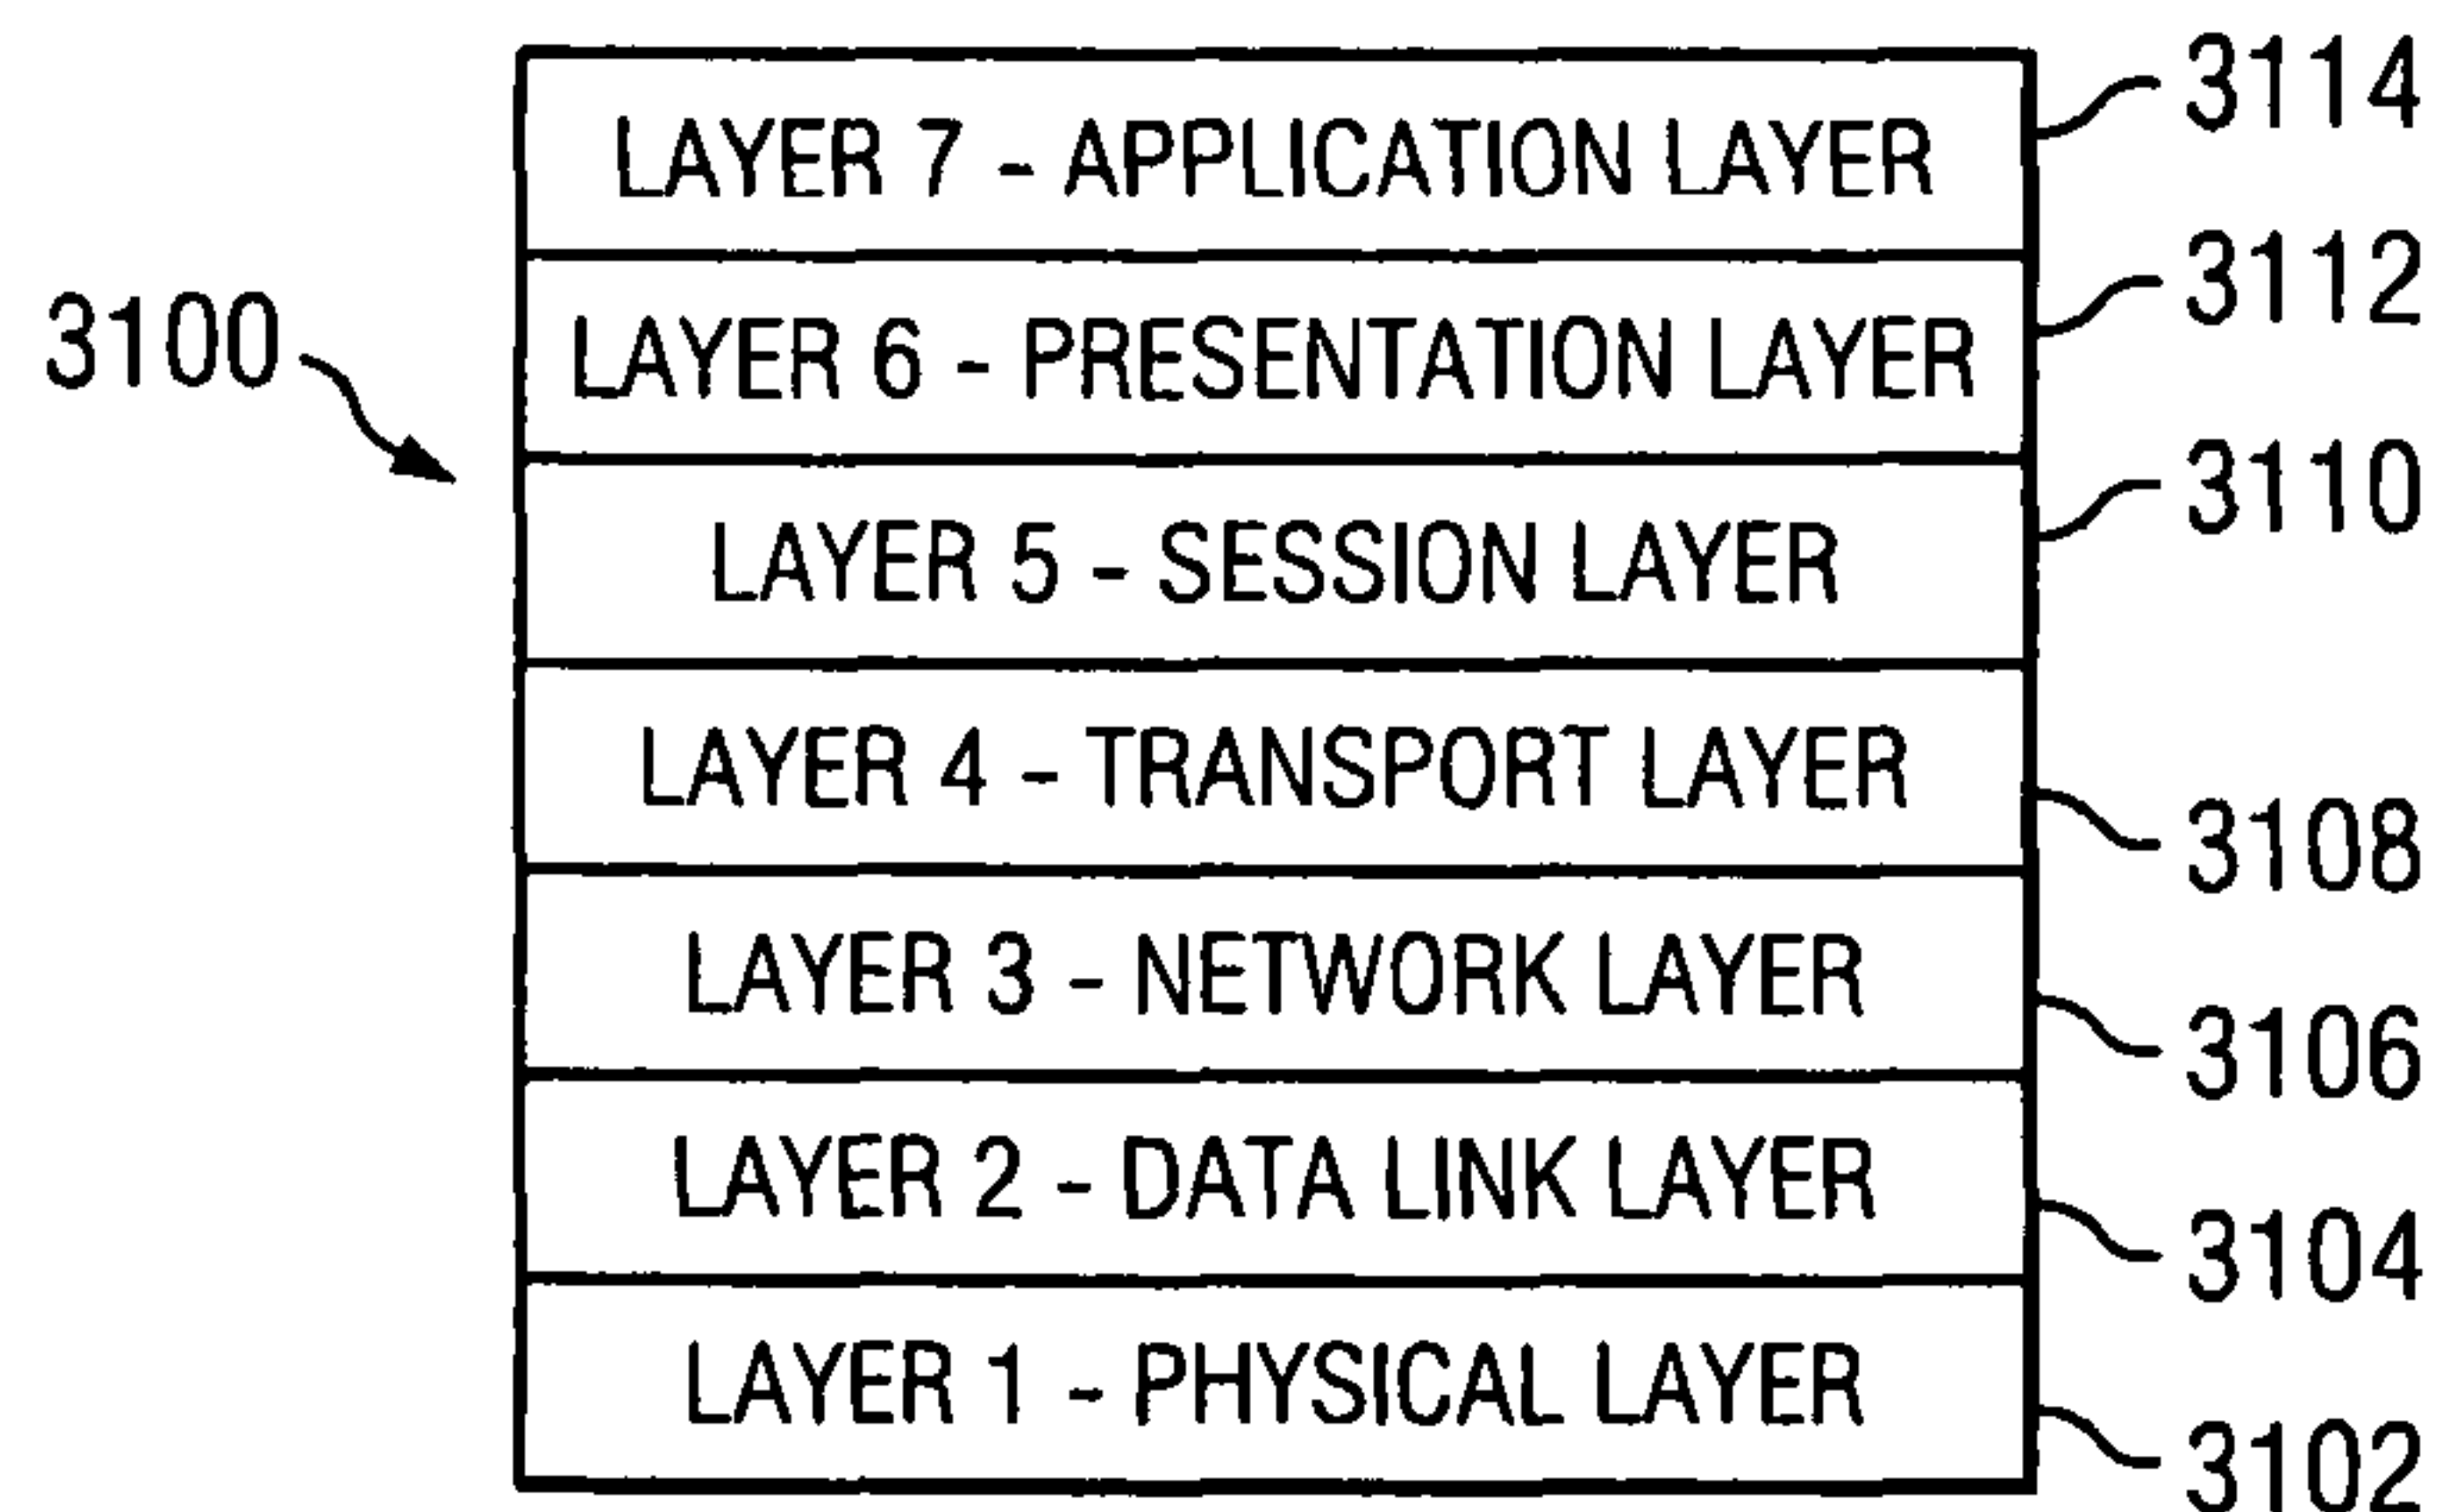 3114
LAYER 7 - APPLICATION LAYER
3112
LAYER 6 - PRESENTATION LAYER
3100
3110
LAYER 5 - SESSION LAYER
LAYER 4 - TRANSPORT LAYER
3108
LAYER 3 - NETWORK LAYER
3106
LAYER 2 - DATA LINK LAYER
3104
LAYER 1 - PHYSICAL LAYER
3102